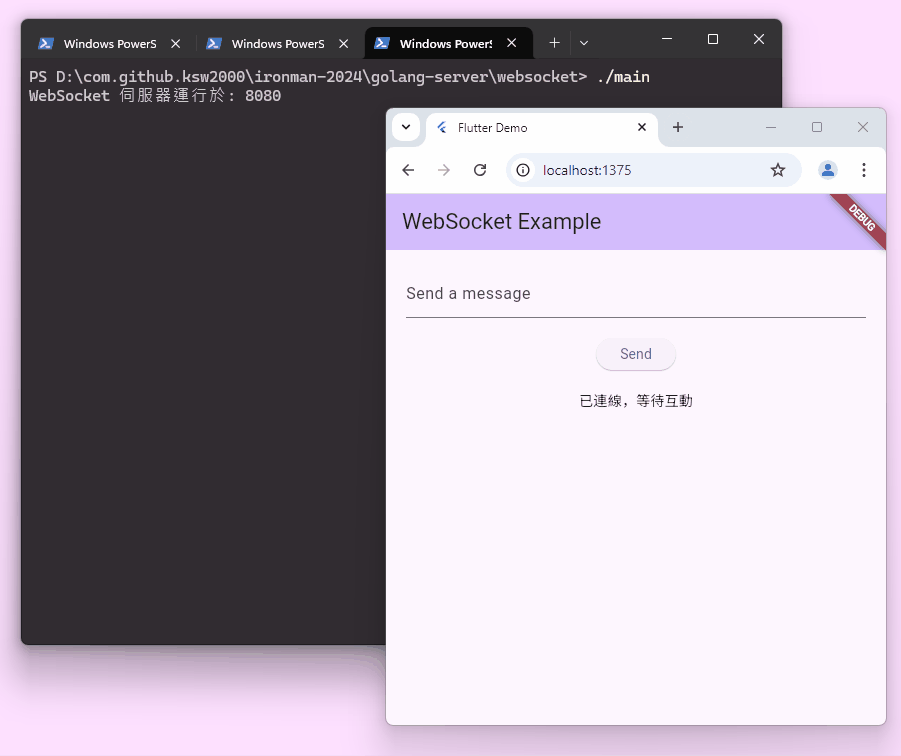 Windows PowerS
Windows PowerS
Windows PowerS
PS D:\com.github.ksw2000\ironman-2024\golang-server\websocket> ./main
WebSocket 伺服器運行於: 8080
Flutter Demo
localhost:1375
WebSocket Example
DEBUG
Send a message
Send
已連線，等待互動